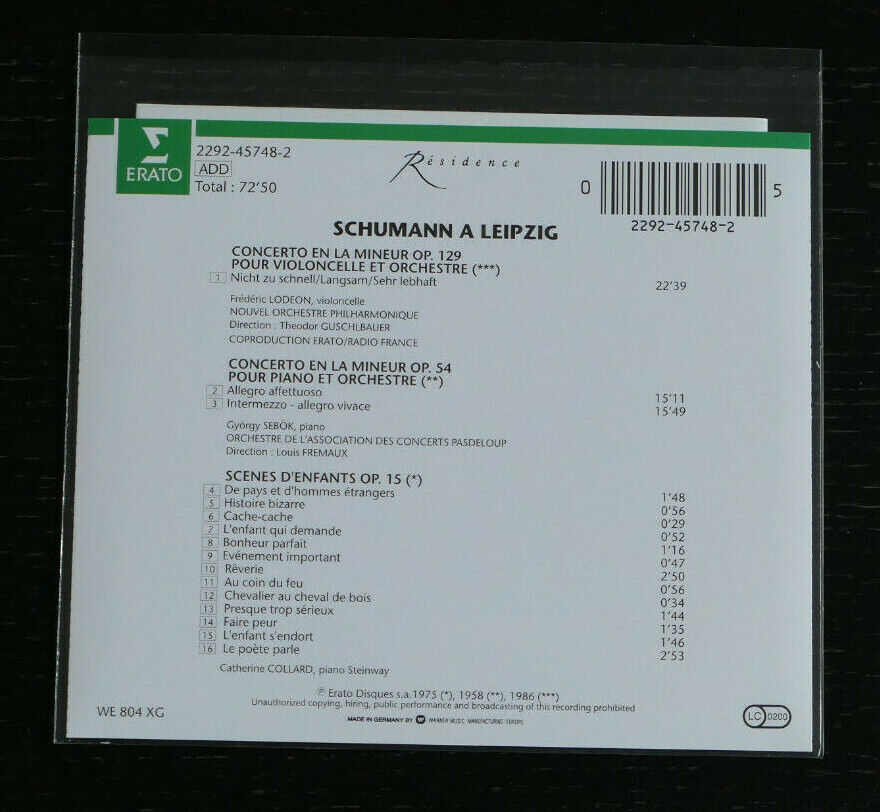 ERATO
2292-45748-2
ADD
Total : 72'50
Résidence
0 5
2292-45748-2
SCHUMANN A LEIPZIG
CONCERTO EN LA MINEUR OP. 129
POUR VIOLONCELLE ET ORCHESTRE (***)
1 Nicht zu schnell/Langsam/Sehr lebhaft 22'39
Frédéric LODEON, violoncelle
NOUVEL ORCHESTRE PHILHARMONIQUE
Direction : Theodor GUSCHLBAUER
COPRODUCTION ERATO/RADIO FRANCE
CONCERTO EN LA MINEUR OP. 54
POUR PIANO ET ORCHESTRE (**)
2 Allegro affettuoso 15'11
3 Intermezzo - allegro vivace 15'49
György SEBÖK, piano
ORCHESTRE DE L'ASSOCIATION DES CONCERTS PASDELOUP
Direction : Louis FREMAUX
SCENES D'ENFANTS OP. 15 (*)
4 De pays et d'hommes étrangers 1'48
5 Histoire bizarre 0'56
6 Cache-cache 0'29
7 L'enfant qui demande 0'52
8 Bonheur parfait 1'16
9 Evénement important 0'47
10 Rêverie 2'50
11 Au coin du feu 0'56
12 Chevalier au cheval de bois 0'34
13 Presque trop sérieux 1'44
14 Faire peur 1'35
15 L'enfant s'endort 1'46
16 Le poète parle 2'53
Catherine COLLARD, piano Steinway
℗ Erato Disques s.a.1975 (*), 1958 (**), 1986 (***)
Unauthorized copying, hiring, public performance and broadcasting of this recording prohibited
WE 804 XG
MADE IN GERMANY BY WARNER MUSIC MANUFACTURING EUROPE
LC 0200